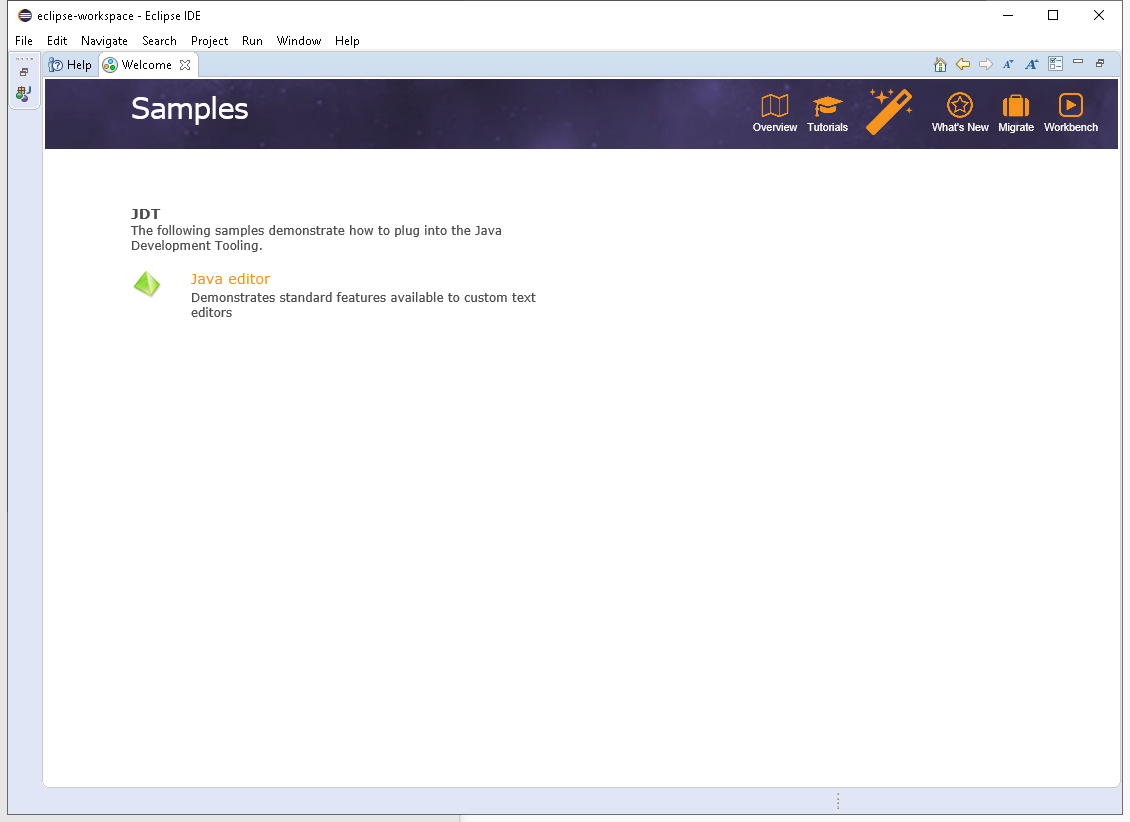 eclipse-workspace - Eclipse IDE
File Edit Navigate Search Project Run Window Help
Help Welcome
Samples
Overview Tutorials What's New Migrate Workbench
JDT
The following samples demonstrate how to plug into the Java
Development Tooling.
Java editor
Demonstrates standard features available to custom text
editors